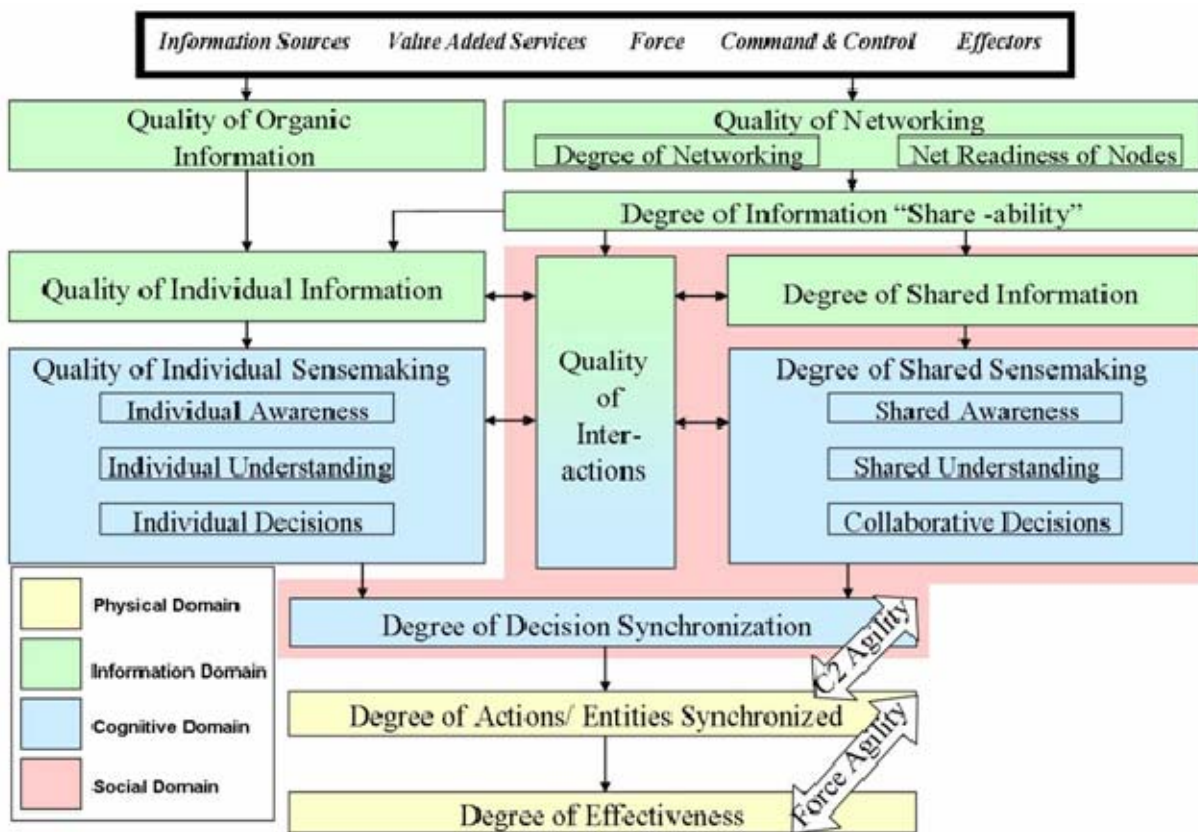 Information Sources Value Added Services Force Command & Control Effectors
Quality of Organic
Information
Quality of Networking
Degree of Networking
Net Readiness of Nodes
Degree of Information “Share -ability”
Quality of Individual Information
Degree of Shared Information
Quality of Individual Sensemaking
Individual Awareness
Individual Understanding
Individual Decisions
Quality
of
Inter-
actions
Degree of Shared Sensemaking
Shared Awareness
Shared Understanding
Collaborative Decisions
Physical Domain
Information Domain
Cognitive Domain
Social Domain
Degree of Decision Synchronization
C2 Agility
Degree of Actions/ Entities Synchronized
Force Agility
Degree of Effectiveness